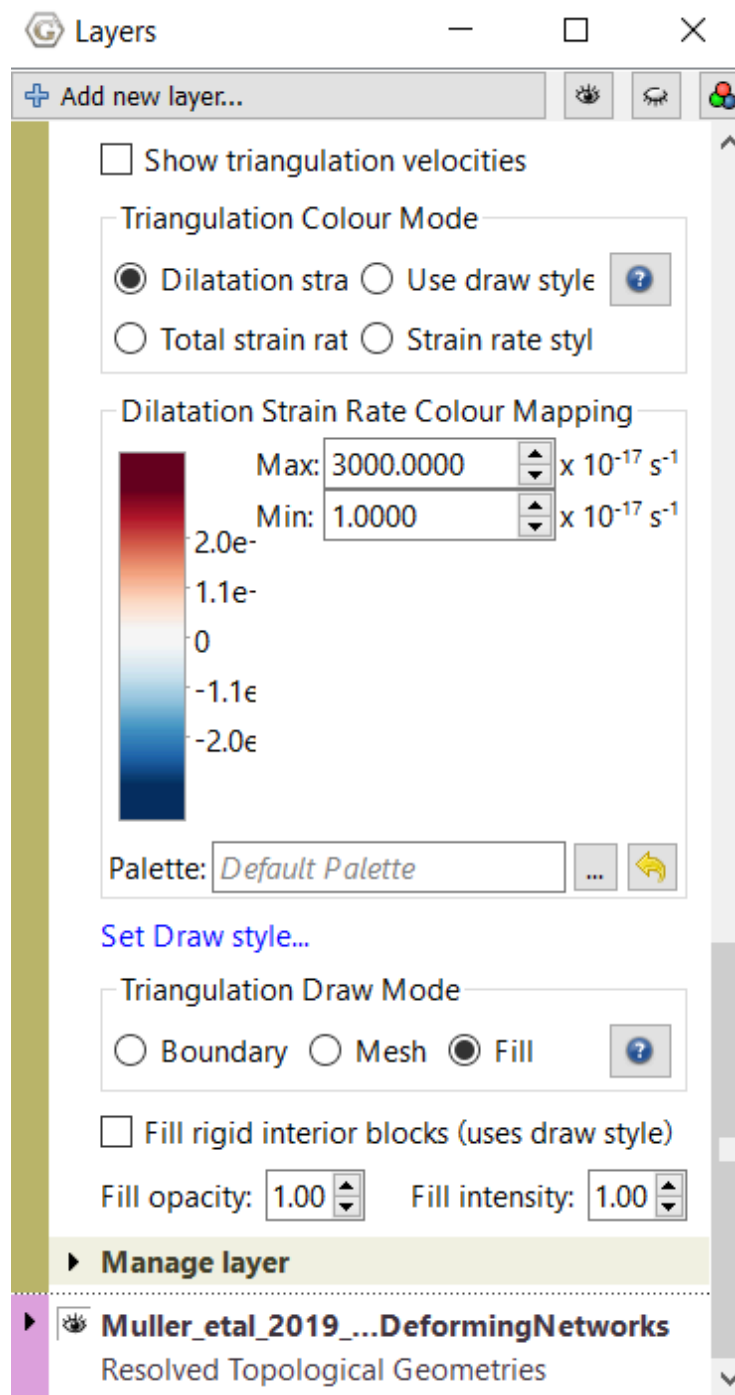 Layers
Add new layer...
Show triangulation velocities
Triangulation Colour Mode
Dilatation stra Use draw style
Total strain rat Strain rate styl
Dilatation Strain Rate Colour Mapping
Max: 3000.0000 x 10⁻¹⁷ s⁻¹
Min: 1.0000 x 10⁻¹⁷ s⁻¹
2.0e-
1.1e-
0
-1.1e
-2.0e
Palette: Default Palette ...
Set Draw style...
Triangulation Draw Mode
Boundary Mesh Fill
Fill rigid interior blocks (uses draw style)
Fill opacity: 1.00 Fill intensity: 1.00
Manage layer
Muller_etal_2019_...DeformingNetworks
Resolved Topological Geometries